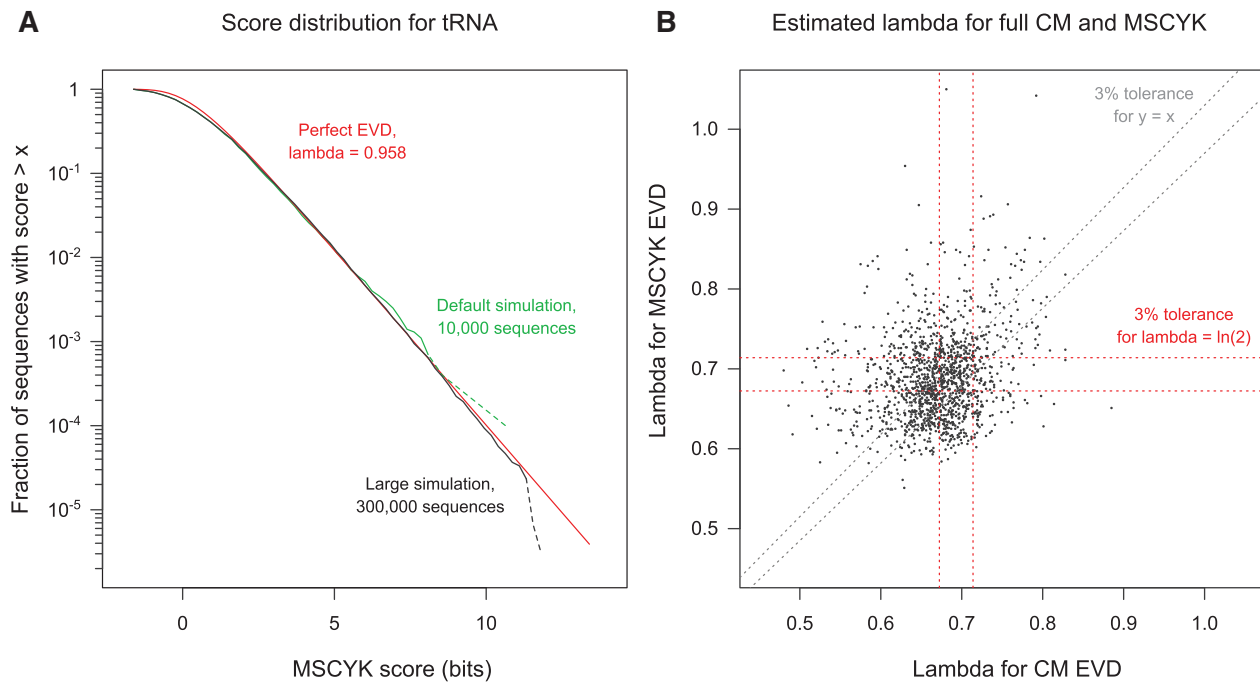 A
Score distribution for tRNA
Fraction of sequences with score > x
1
10-1
10-2
10-3
10-4
10-5
Perfect EVD,
lambda = 0.958
Default simulation,
10,000 sequences
Large simulation,
300,000 sequences
0
5
10
MSCYK score (bits)
B
Estimated lambda for full CM and MSCYK
Lambda for MSCYK EVD
1.0
0.9
0.8
0.7
0.6
0.5
3% tolerance
for y = x
3% tolerance
for lambda = ln(2)
0.5
0.6
0.7
0.8
0.9
1.0
Lambda for CM EVD